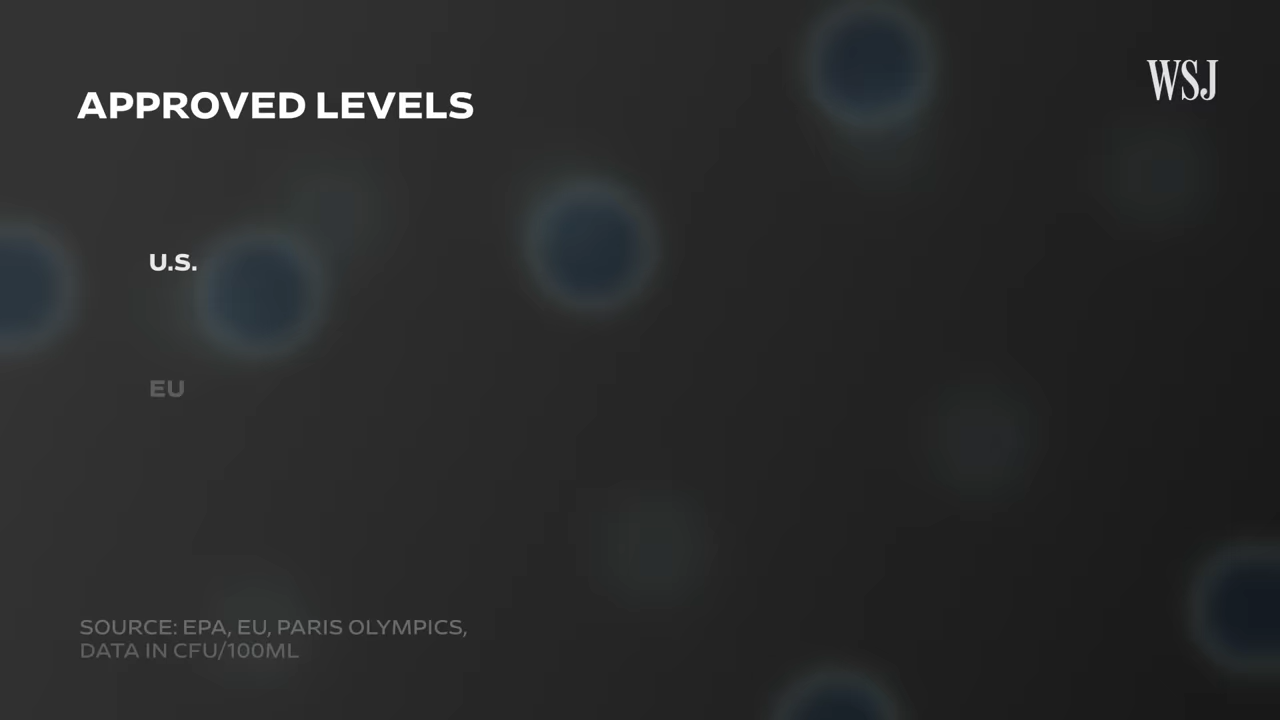 APPROVED LEVELS
WSJ
U.S.
EU
SOURCE: EPA, EU, PARIS OLYMPICS,
DATA IN CFU/100ML